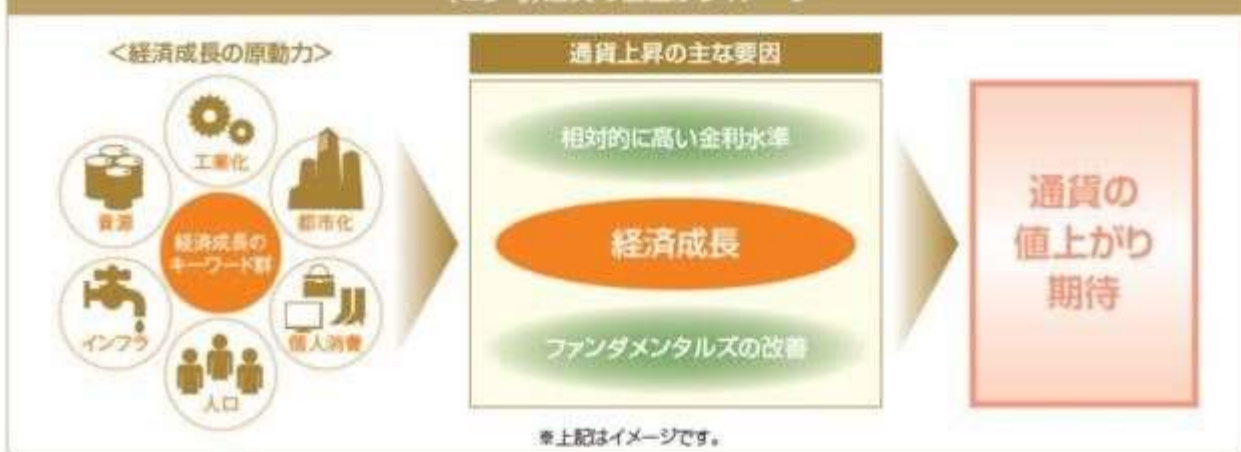 <経済成長の原動力>
工業化
資源
都市化
経済成長の
キーワード群
インフラ
個人消費
人口
通貨上昇の主な要因
相対的に高い金利水準
経済成長
ファンダメンタルズの改善
通貨の
値上がり
期待
※上記はイメージです。